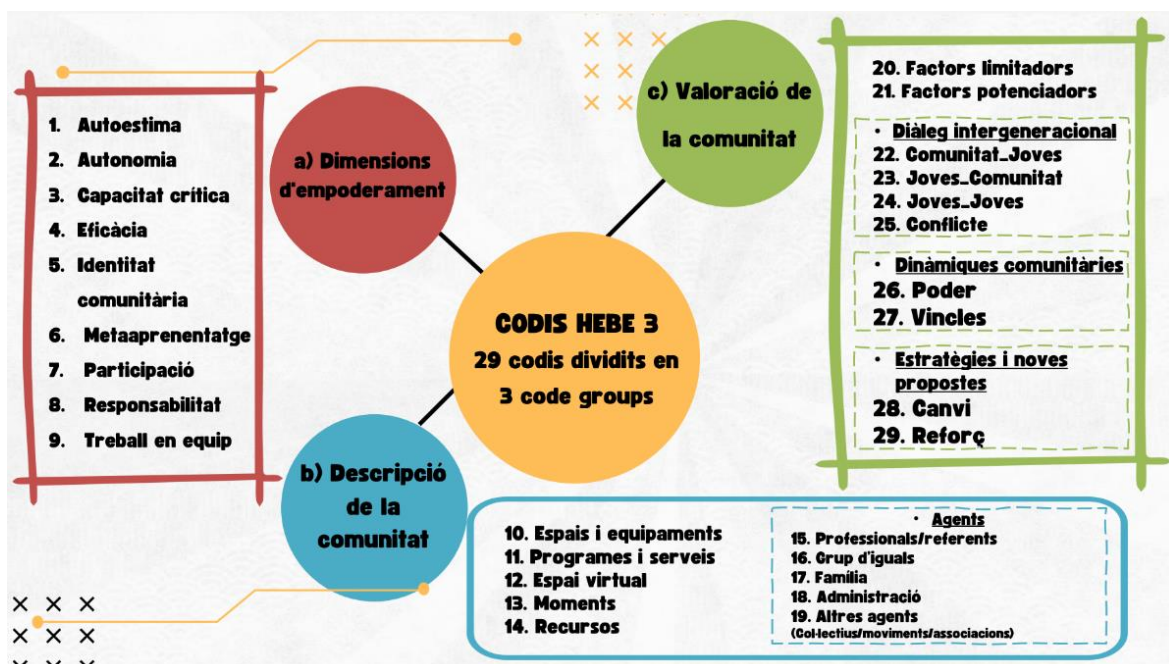 CODIS HEBE 3
29 codis dividits en
3 code groups
a) Dimensions
d'empoderament
1. Autoestima
2. Autonomia
3. Capacitat crítica
4. Eficàcia
5. Identitat
comunitària
6. Metaaprenentatge
7. Participació
8. Responsabilitat
9. Treball en equip
b) Descripció
de la
comunitat
10. Espais i equipaments
11. Programes i serveis
12. Espai virtual
13. Moments
14. Recursos
• Agents
15. Professionals/referents
16. Grup d'iguals
17. Família
18. Administració
19. Altres agents
(Col·lectius/moviments/associacions)
c) Valoració de
la comunitat
20. Factors limitadors
21. Factors potenciadors
• Diàleg intergeneracional
22. Comunitat_Joves
23. Joves_Comunitat
24. Joves_Joves
25. Conflicte
• Dinàmiques comunitàries
26. Poder
27. Vincles
• Estratègies i noves
propostes
28. Canvi
29. Reforç